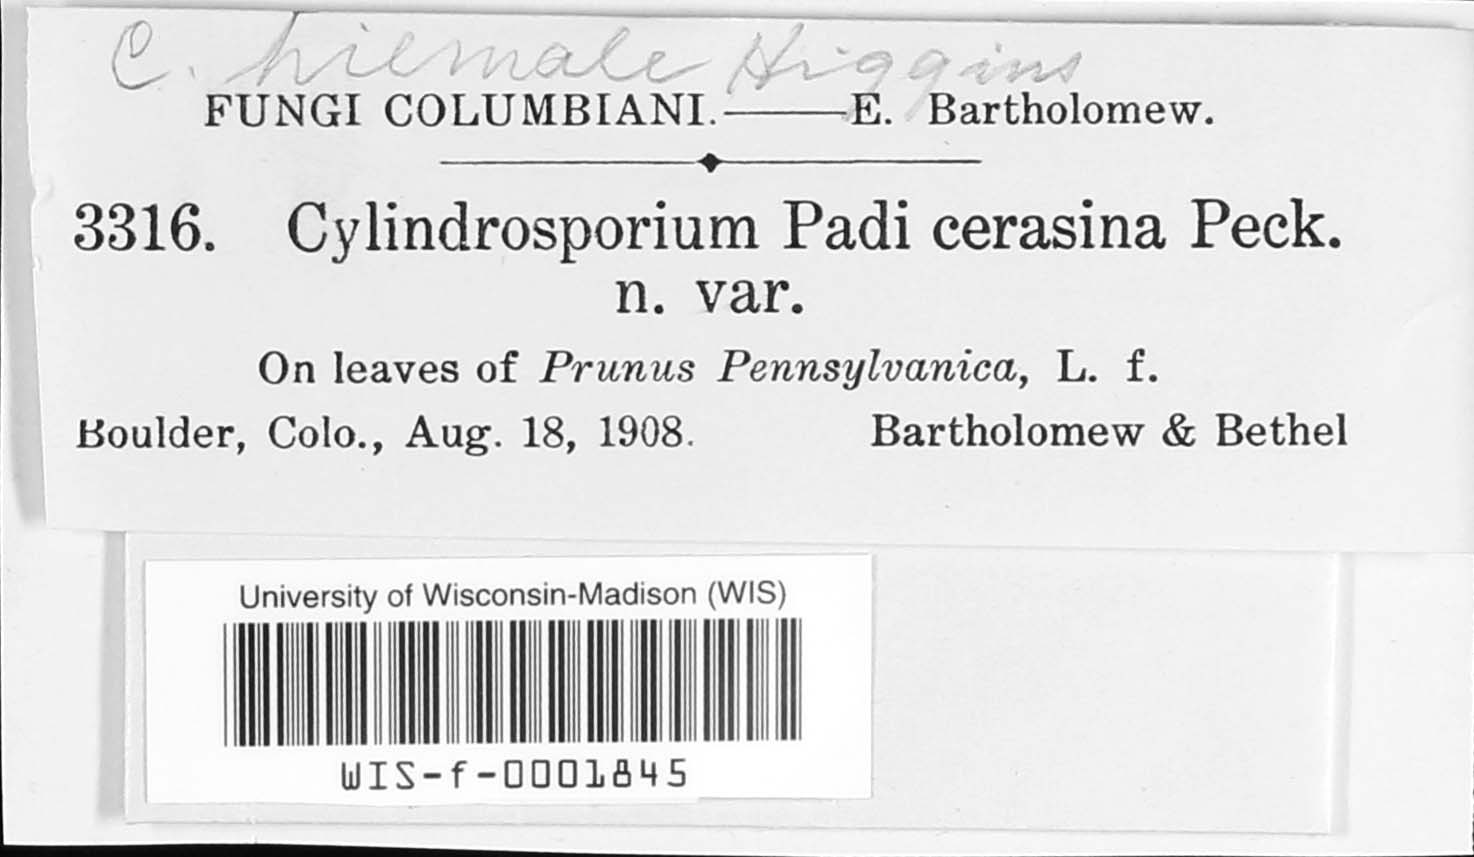 C. hiemale Higgins
FUNGI COLUMBIANI.——E. Bartholomew.
3316. Cylindrosporium Padi cerasina Peck.
n. var.
On leaves of Prunus Pennsylvanica, L. f.
Boulder, Colo., Aug. 18, 1908. Bartholomew & Bethel
University of Wisconsin-Madison (WIS)
WIS-f-0001845